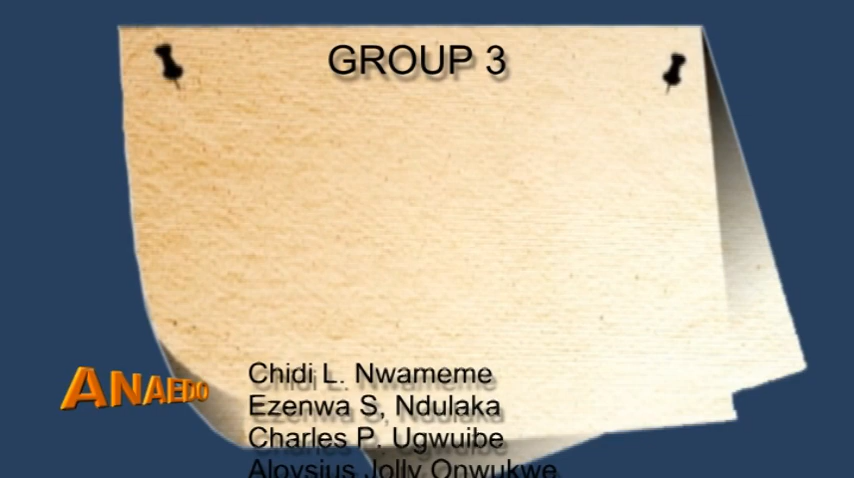 GROUP 3
ANAEDO
Chidi L. Nwameme
Ezenwa S, Ndulaka
Charles P. Ugwuibe
Aloysius Jolly Onwukwe